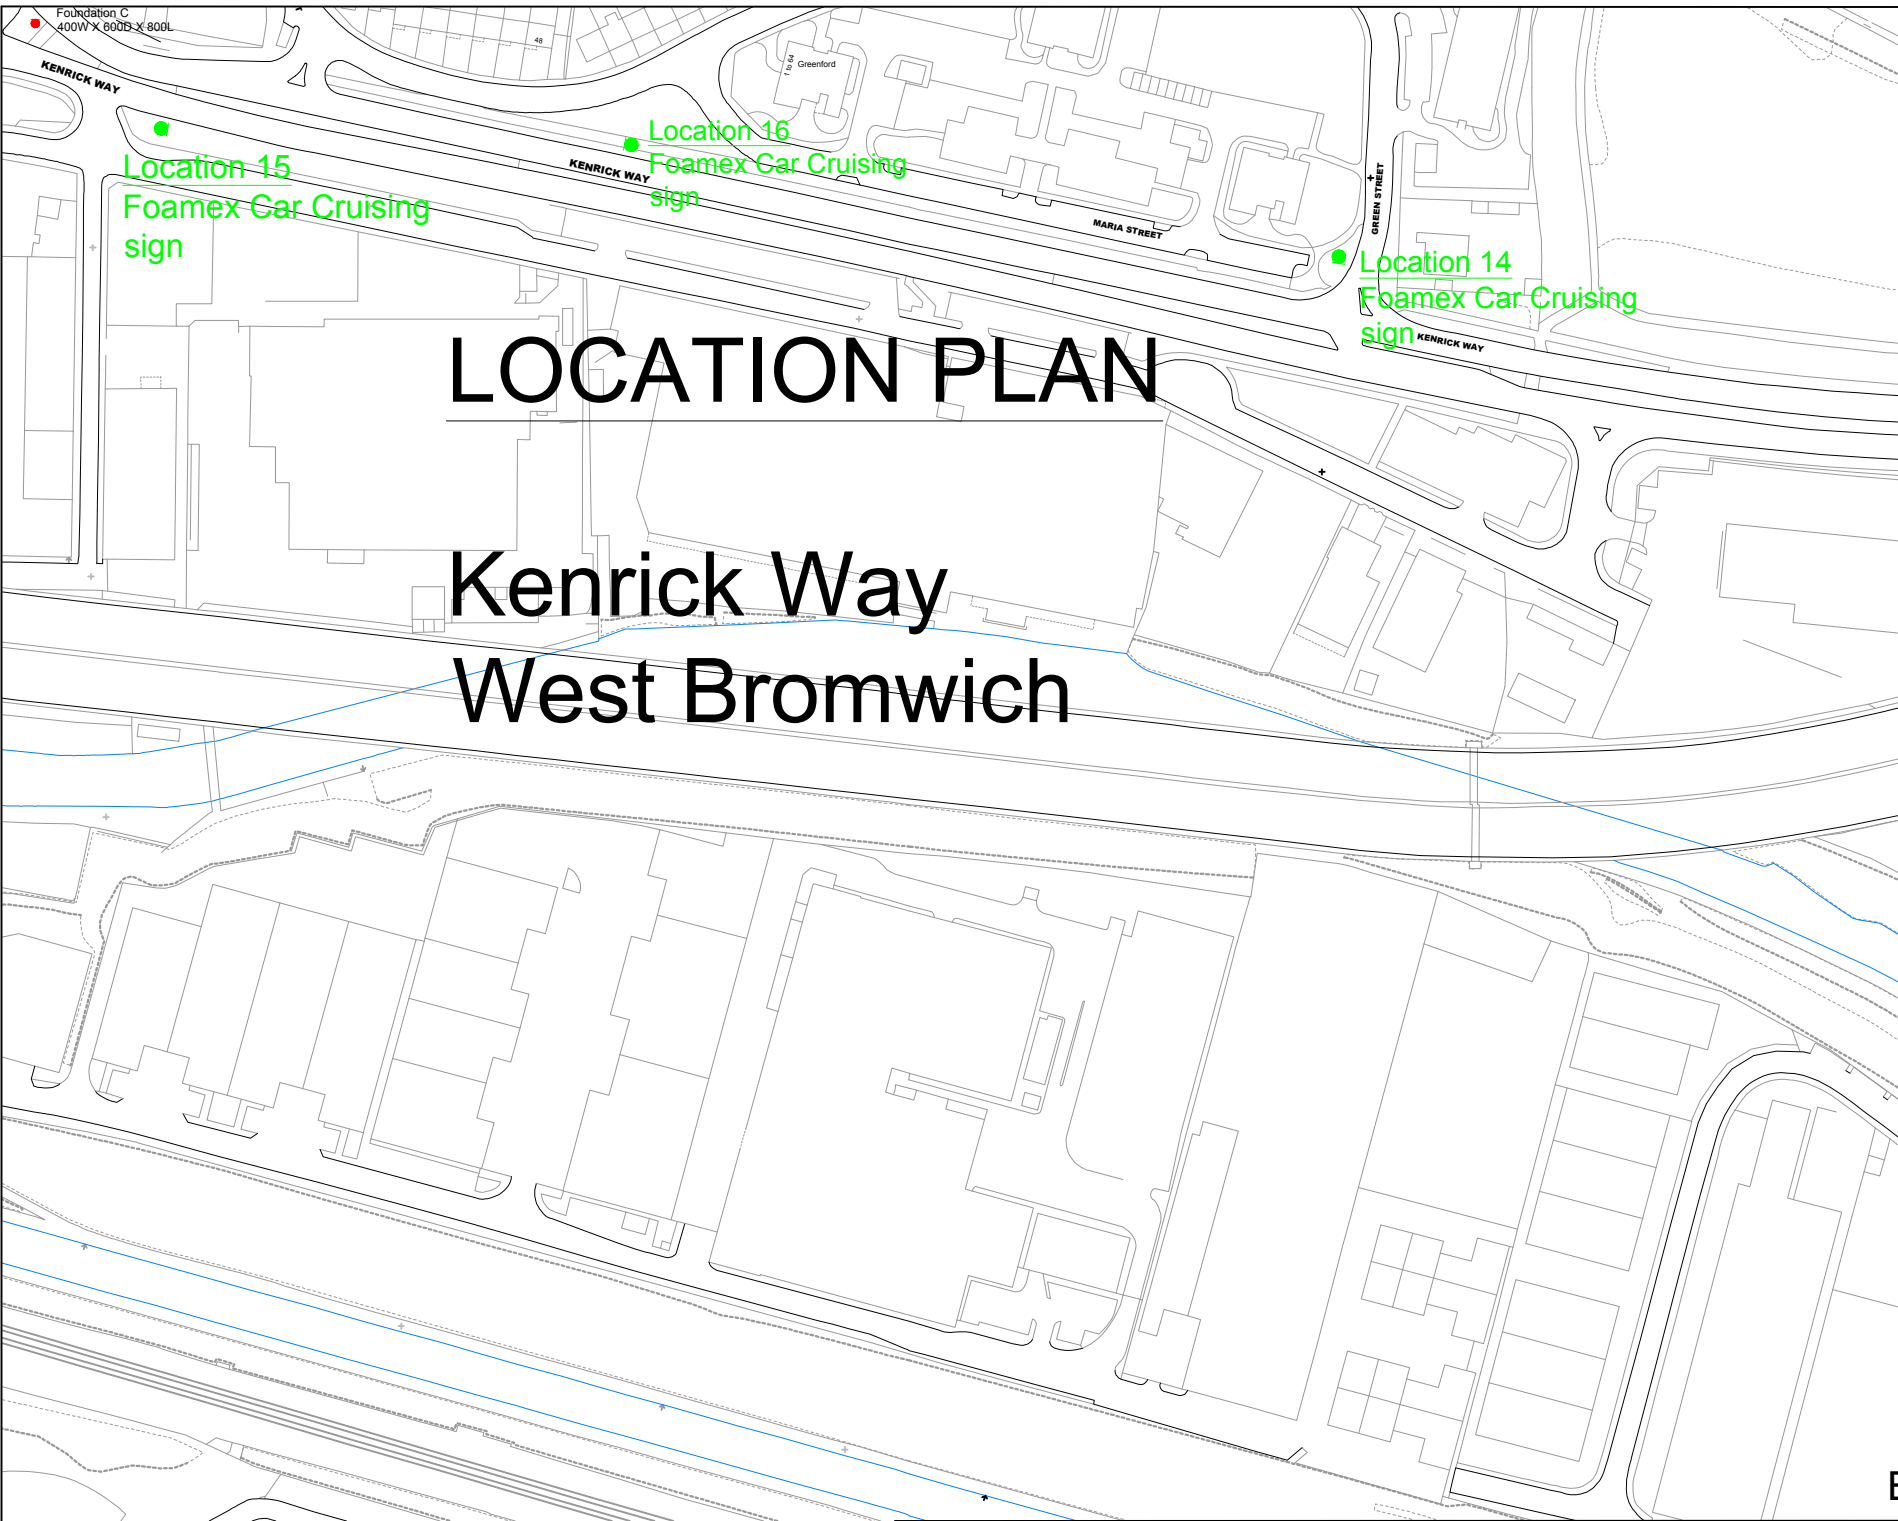 Foundation C
400W X 600D X 800L
KENRICK WAY
48
1 to 64
Greenford
Location 15
Foamex Car Cruising
sign
Location 16
Foamex Car Cruising
sign
KENRICK WAY
MARIA STREET
GREEN STREET
Location 14
Foamex Car Cruising
sign
KENRICK WAY
LOCATION PLAN
Kenrick Way
West Bromwich